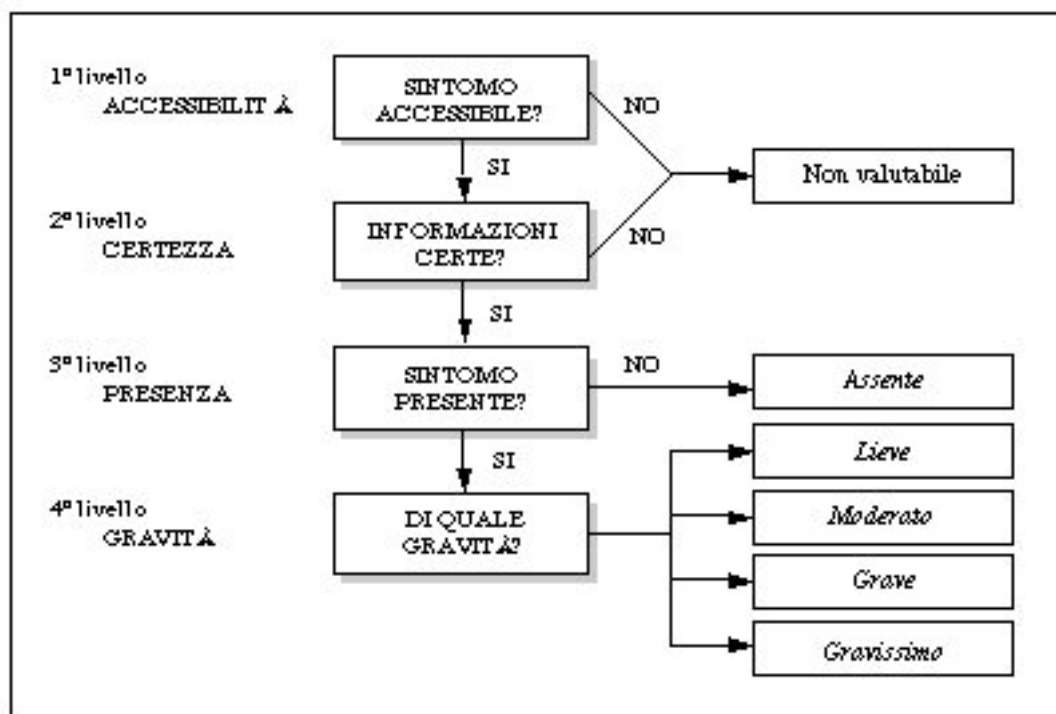 1° livello
ACCESSIBILITÀ
SINTOMO
ACCESSIBILE?
NO
SI
Non valutabile
2° livello
CERTEZZA
INFORMAZIONI
CERTE?
NO
SI
3° livello
PRESENZA
SINTOMO
PRESENTE?
NO
Assente
SI
Lieve
4° livello
GRAVITÀ
DI QUALE
GRAVITÀ?
Moderato
Grave
Gravissimo